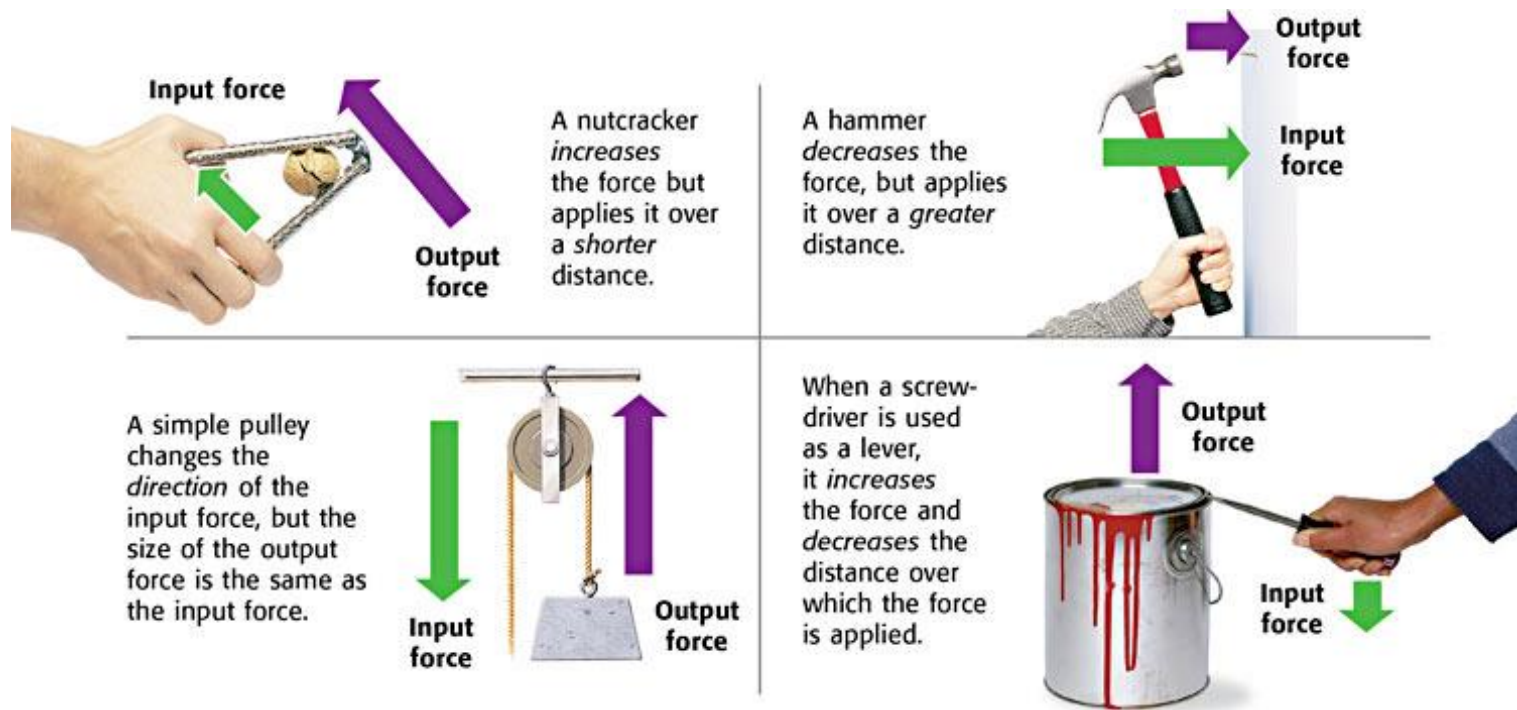 Input force
Output
force
A nutcracker
increases
the force but
applies it over
a shorter
distance.
A hammer
decreases the
force, but applies
it over a greater
distance.
Output
force
Input
force
A simple pulley
changes the
direction of the
input force, but the
size of the output
force is the same as
the input force.
Input
force
Output
force
When a screw-
driver is used
as a lever,
it increases
the force and
decreases the
distance over
which the force
is applied.
Output
force
Input
force